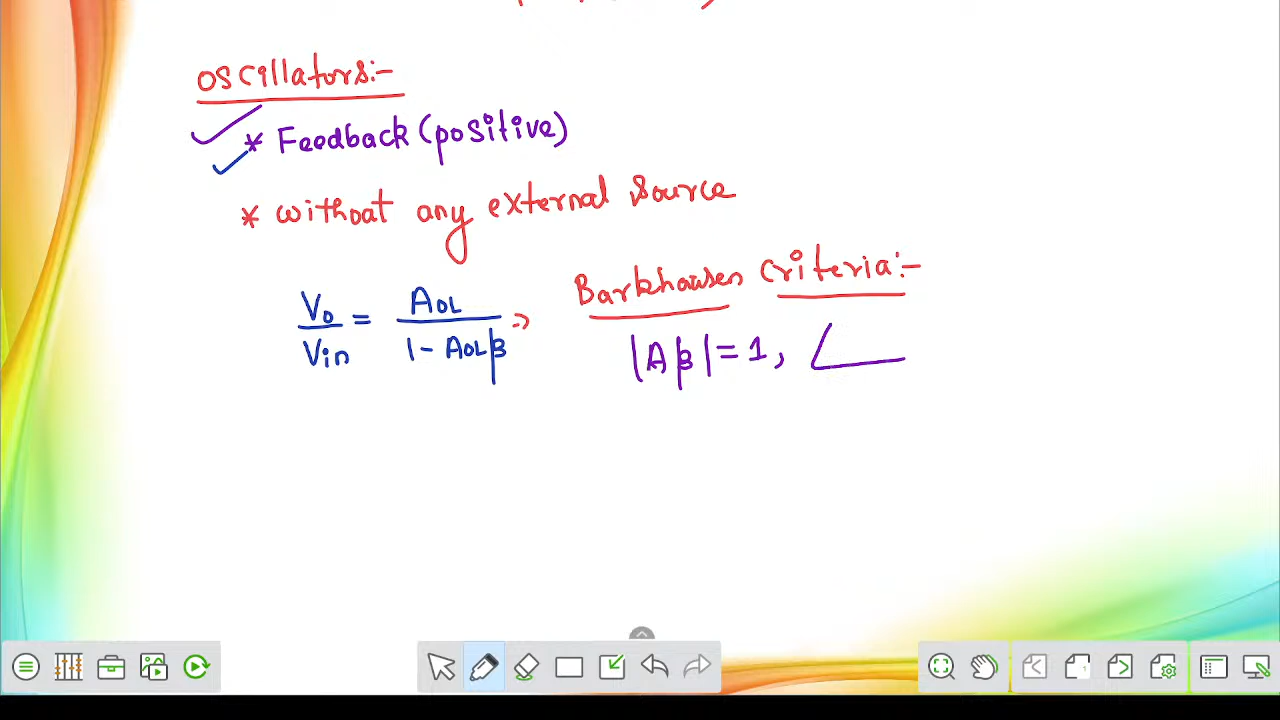 Oscillators:-
* Feedback (positive)
* without any external source
Barkhausen Criteria:-
Vo/Vin = AOL / 1 - AOLβ ⇒
|Aβ| = 1, ∠